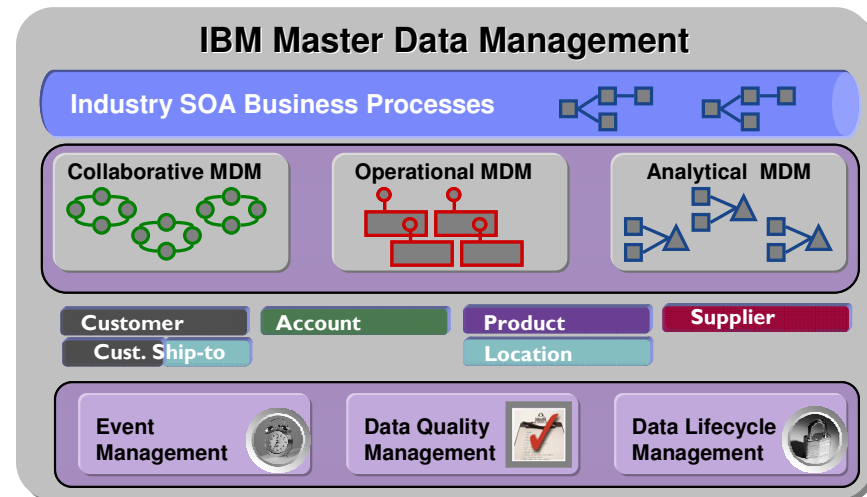 IBM Master Data Management
Industry SOA Business Processes
Collaborative MDM
Operational MDM
Analytical MDM
Customer
Account
Product
Supplier
Cust. Ship-to
Location
Event
Management
Data Quality
Management
Data Lifecycle
Management